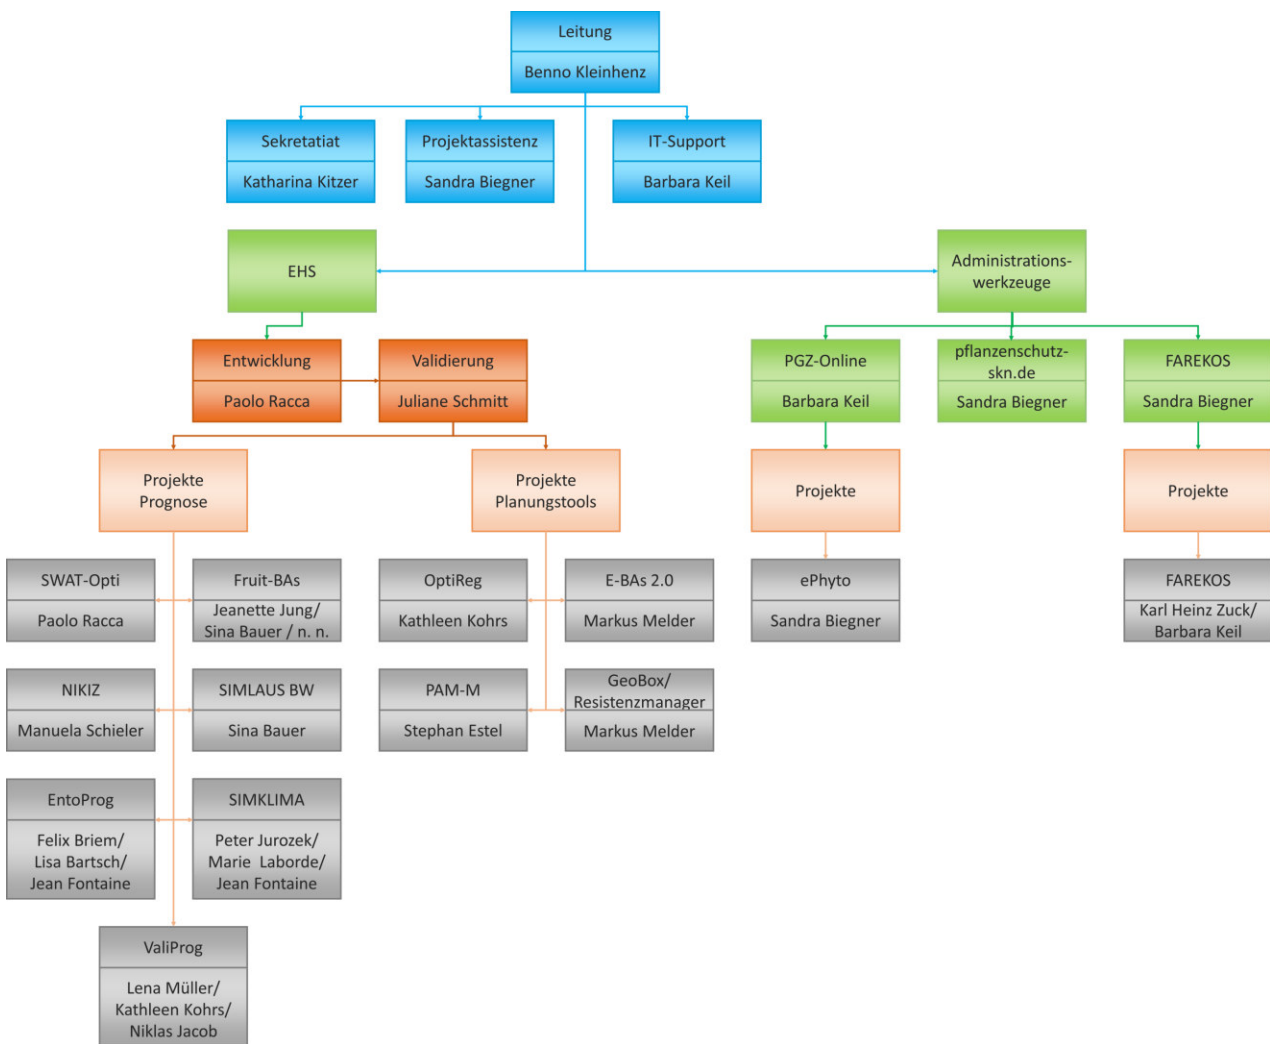 Leitung
Benno Kleinhenz
Sekretatiat
Katharina Kitzer
Projektassistenz
Sandra Biegner
IT-Support
Barbara Keil
EHS
Administrations-
werkzeuge
Entwicklung
Paolo Racca
Validierung
Juliane Schmitt
PGZ-Online
Barbara Keil
pflanzenschutz-
skn.de
Sandra Biegner
FAREKOS
Sandra Biegner
Projekte
Prognose
Projekte
Planungstools
Projekte
Projekte
SWAT-Opti
Paolo Racca
Fruit-BAs
Jeanette Jung/
Sina Bauer / n. n.
OptiReg
Kathleen Kohrs
E-BAs 2.0
Markus Melder
ePhyto
Sandra Biegner
FAREKOS
Karl Heinz Zuck/
Barbara Keil
NIKIZ
Manuela Schieler
SIMLAUS BW
Sina Bauer
PAM-M
Stephan Estel
GeoBox/
Resistenzmanager
Markus Melder
EntoProg
Felix Briem/
Lisa Bartsch/
Jean Fontaine
SIMKLIMA
Peter Jurozek/
Marie Laborde/
Jean Fontaine
ValiProg
Lena Müller/
Kathleen Kohrs/
Niklas Jacob